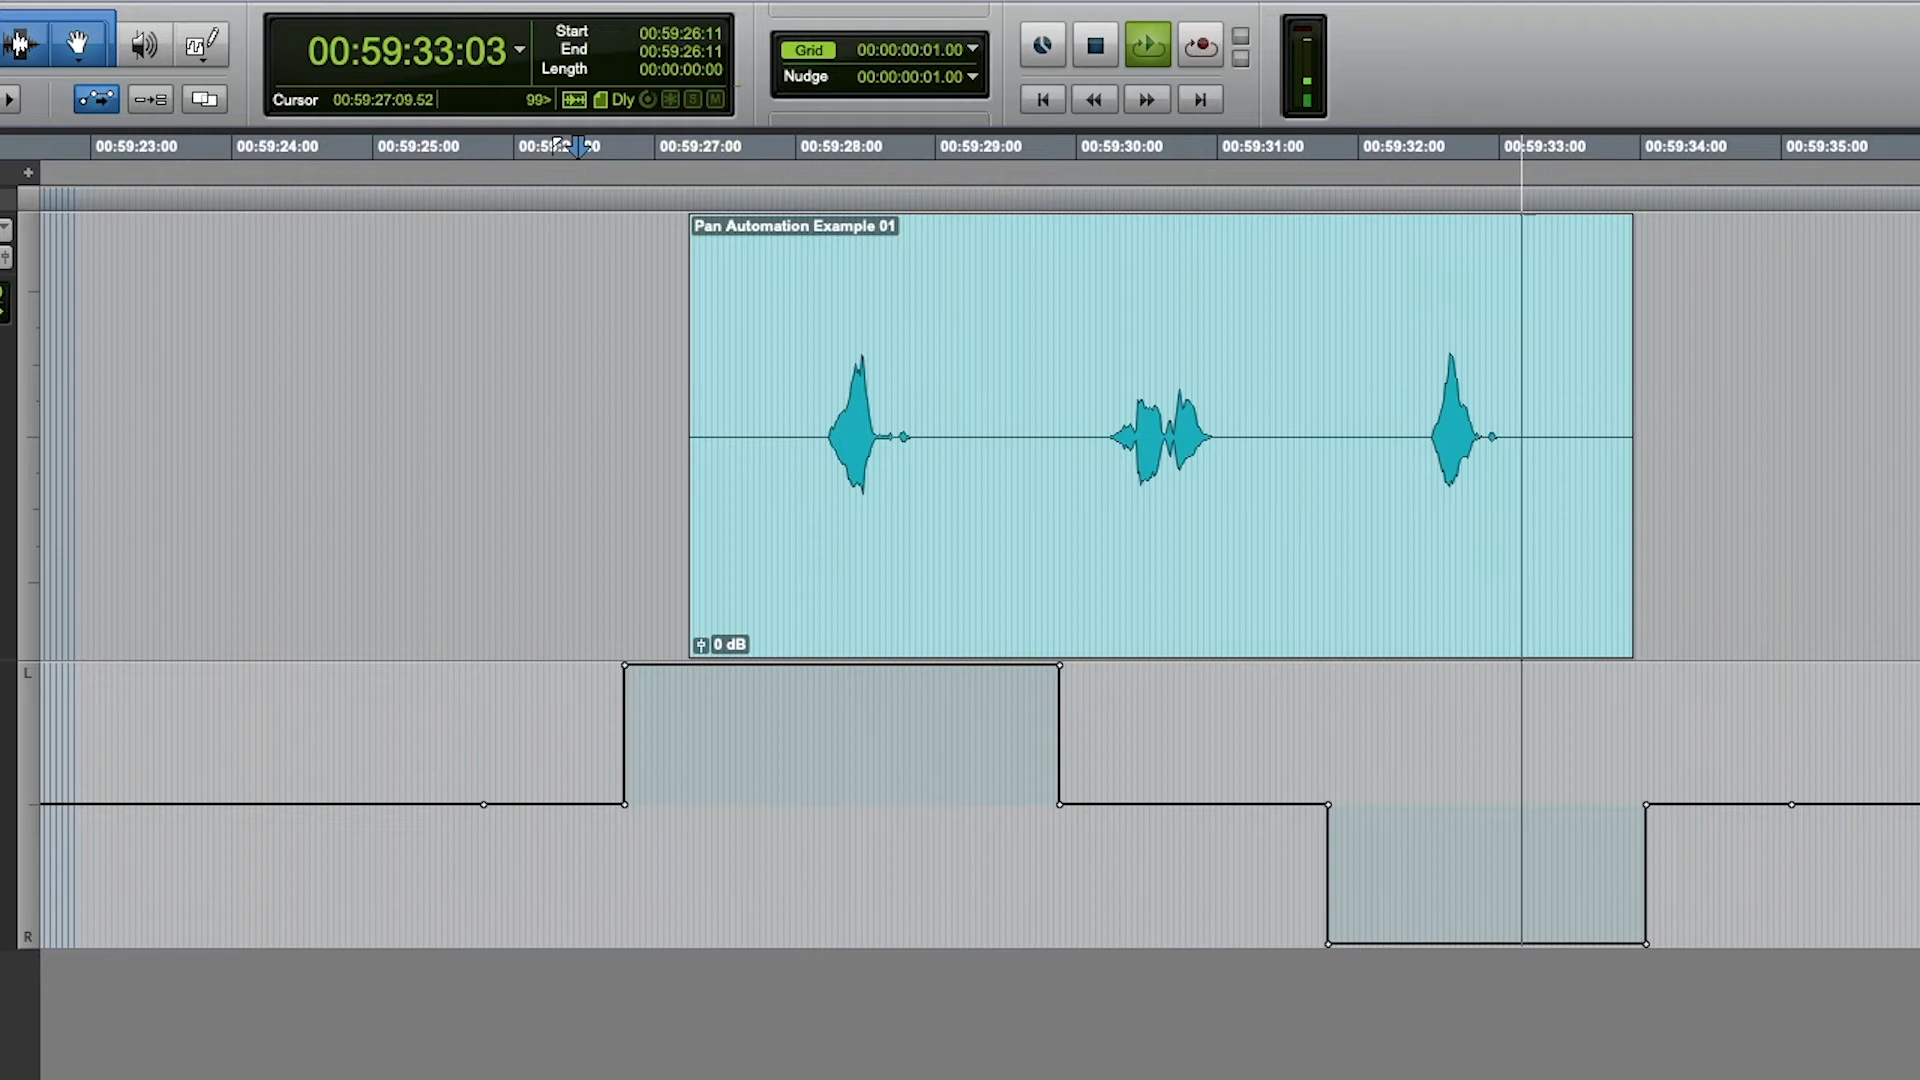 00:59:33:03
Start 00:59:26:11
End 00:59:26:11
Length 00:00:00:00
Cursor 00:59:27:09.52
99> Dly S M
Grid 00:00:00:01.00
Nudge 00:00:00:01.00
00:59:23:00 00:59:24:00 00:59:25:00 00:59: 00:59:27:00 00:59:28:00 00:59:29:00 00:59:30:00 00:59:31:00 00:59:32:00 00:59:33:00 00:59:34:00 00:59:35:00
Pan Automation Example 01
0 dB
L
R